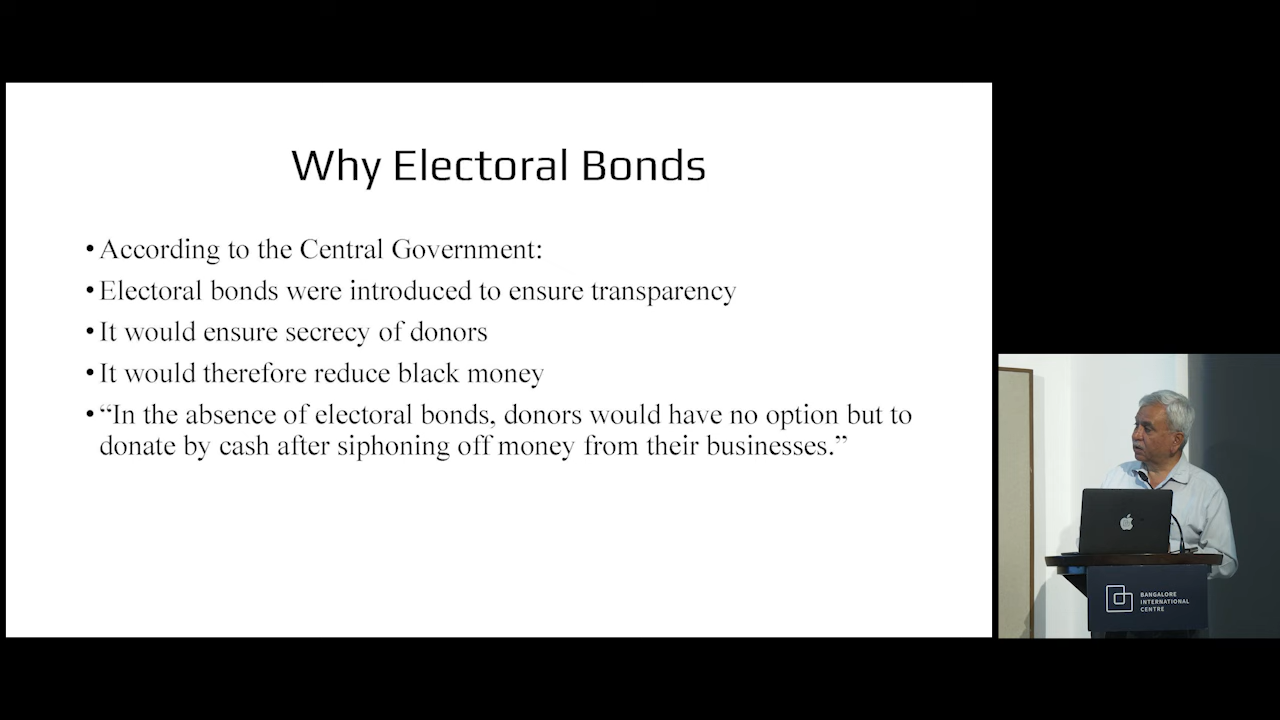 Why Electoral Bonds
• According to the Central Government:
• Electoral bonds were introduced to ensure transparency
• It would ensure secrecy of donors
• It would therefore reduce black money
• “In the absence of electoral bonds, donors would have no option but to
donate by cash after siphoning off money from their businesses.”
BANGALORE
INTERNATIONAL
CENTRE